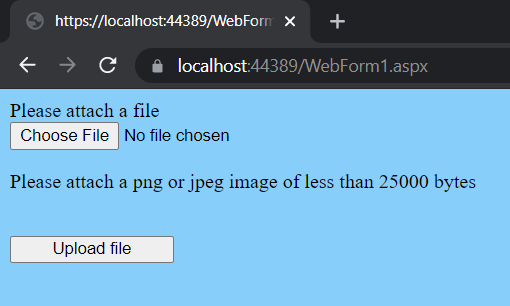 https://localhost:44389/WebForm
localhost:44389/WebForm1.aspx
Please attach a file
Choose File No file chosen
Please attach a png or jpeg image of less than 25000 bytes
Upload file